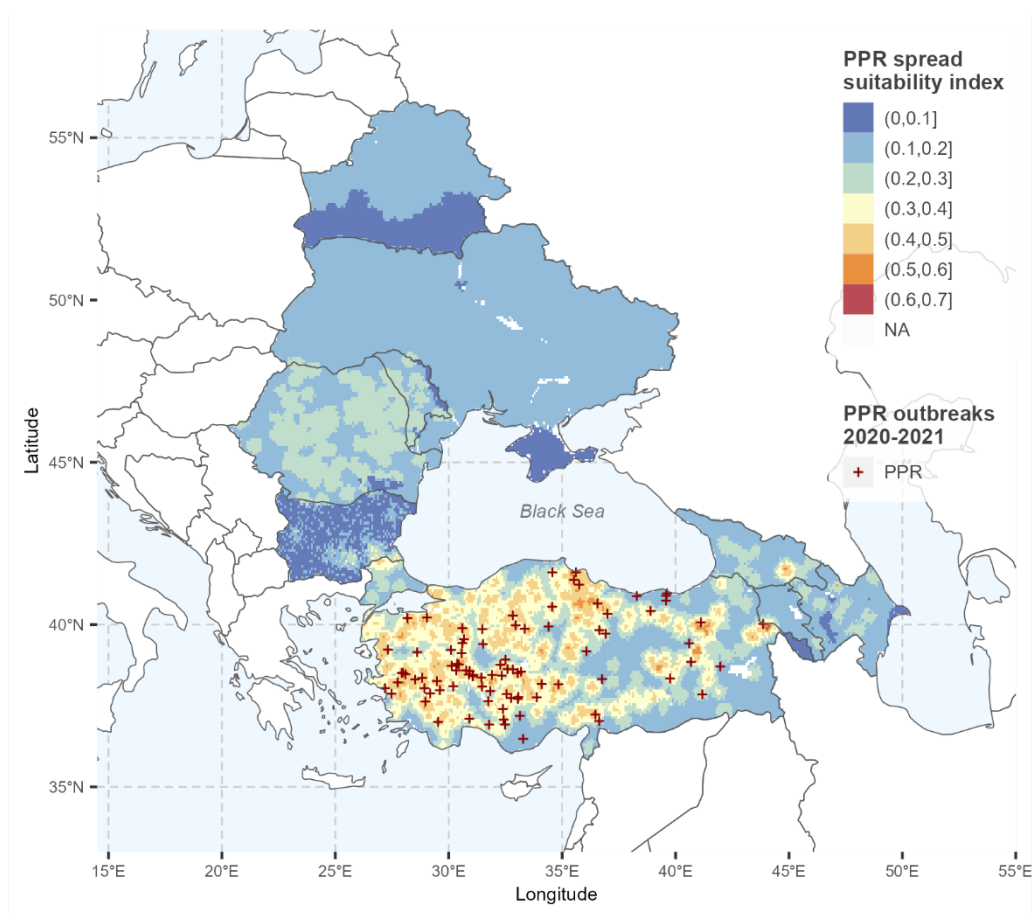 PPR spread
suitability index
(0,0.1]
(0.1,0.2]
(0.2,0.3]
(0.3,0.4]
(0.4,0.5]
(0.5,0.6]
(0.6,0.7]
NA
PPR outbreaks
2020-2021
PPR
55°N
50°N
45°N
40°N
35°N
Latitude
Black Sea
15°E
20°E
25°E
30°E
35°E
40°E
45°E
50°E
55°E
Longitude